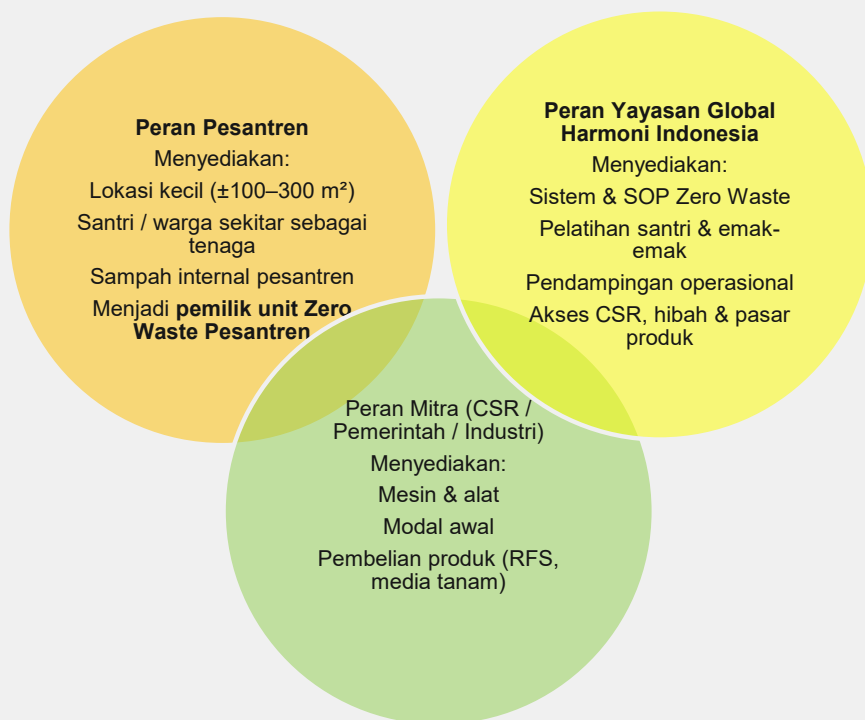 Peran Pesantren
Menyediakan:
Lokasi kecil (±100–300 m²)
Santri / warga sekitar sebagai
tenaga
Sampah internal pesantren
Menjadi pemilik unit Zero
Waste Pesantren
Peran Yayasan Global
Harmoni Indonesia
Menyediakan:
Sistem & SOP Zero Waste
Pelatihan santri & emak-
emak
Pendampingan operasional
Akses CSR, hibah & pasar
produk
Peran Mitra (CSR /
Pemerintah / Industri)
Menyediakan:
Mesin & alat
Modal awal
Pembelian produk (RFS,
media tanam)